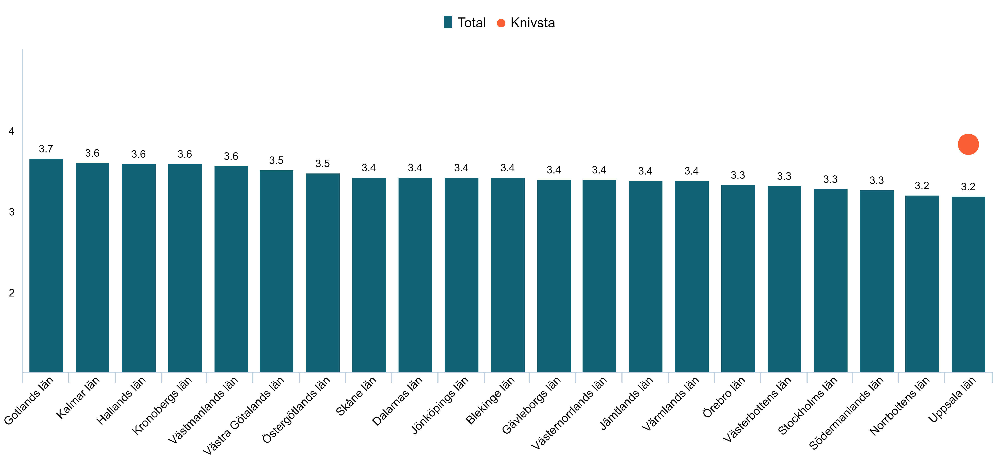 Total Knivsta
4
3
2
3.7 3.6 3.6 3.6 3.6 3.5 3.5 3.4 3.4 3.4 3.4 3.4 3.4 3.4 3.4 3.3 3.3 3.3 3.3 3.2 3.2
Gotlands län
Kalmar län
Hallands län
Kronobergs län
Västmanlands län
Västra Götalands län
Östergötlands län
Skåne län
Dalarnas län
Jönköpings län
Blekinge län
Gävleborgs län
Västernorrlands län
Jämtlands län
Värmlands län
Örebro län
Västerbottens län
Stockholms län
Södermanlands län
Norrbottens län
Uppsala län